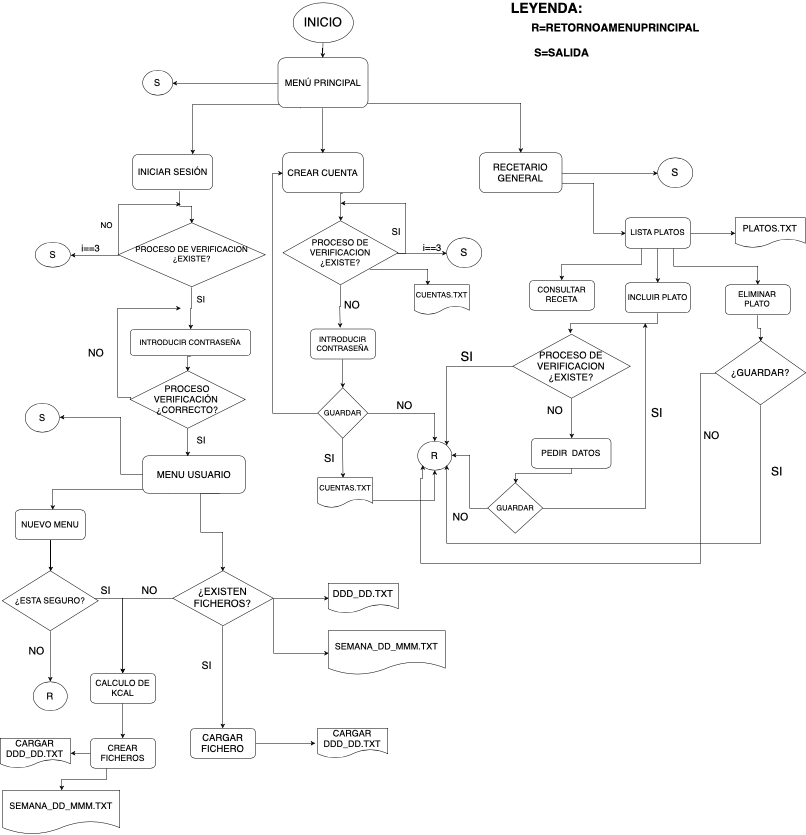 LEYENDA:
R=RETORNOAMENUPRINCIPAL
S=SALIDA
INICIO
S
MENÚ PRINCIPAL
INICIAR SESIÓN
CREAR CUENTA
RECETARIO
GENERAL
S
NO
SI
PROCESO DE VERIFICACION
¿EXISTE?
S
i==3
PROCESO DE
VERIFICACION
¿EXISTE?
i==3
S
LISTA PLATOS
PLATOS.TXT
SI
CUENTAS.TXT
NO
CONSULTAR
RECETA
INCLUIR PLATO
ELIMINAR
PLATO
INTRODUCIR CONTRASEÑA
INTRODUCIR
CONTRASEÑA
NO
SI
PROCESO DE
VERIFICACION
¿EXISTE?
¿GUARDAR?
PROCESO
VERIFICACIÓN
¿CORRECTO?
S
GUARDAR
NO
NO
SI
NO
SI
SI
R
PEDIR DATOS
SI
MENU USUARIO
CUENTAS.TXT
NO
GUARDAR
NUEVO MENU
¿ESTA SEGURO?
SI
NO
¿EXISTEN
FICHEROS?
DDD_DD.TXT
SEMANA_DD_MMM.TXT
NO
SI
R
CALCULO DE
KCAL
CARGAR
DDD_DD.TXT
CREAR
FICHEROS
CARGAR
FICHERO
CARGAR
DDD_DD.TXT
SEMANA_DD_MMM.TXT